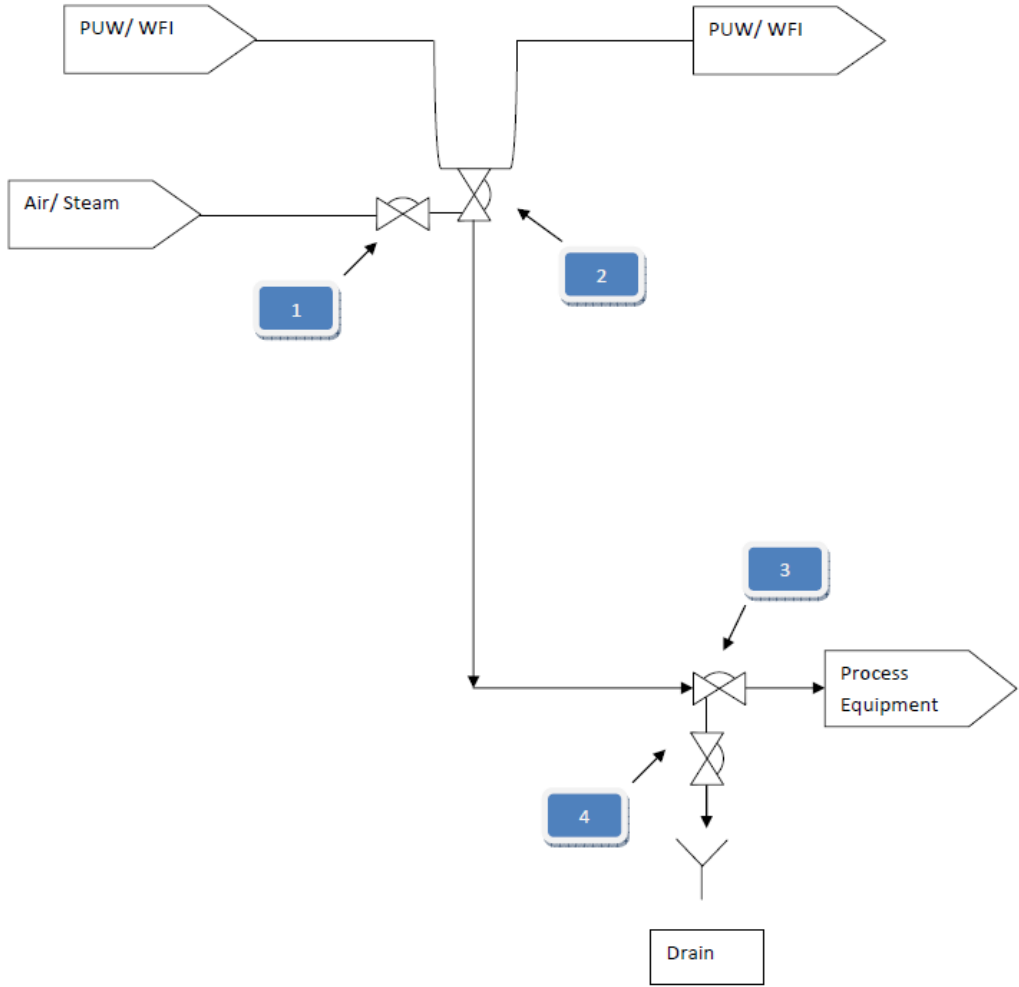 PUW/ WFI
PUW/ WFI
Air/ Steam
1
2
3
Process
Equipment
4
Drain